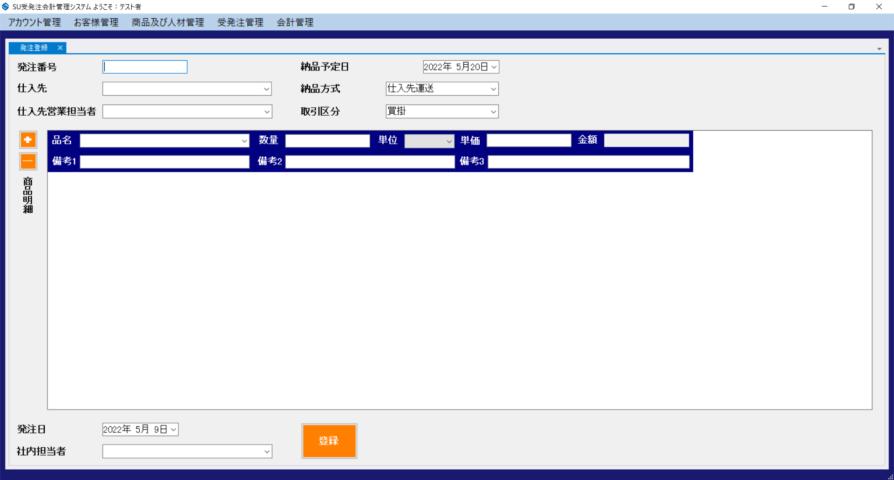 SU受発注会計管理システム ようこそ：テスト者
アカウント管理 お客様管理 商品及び人材管理 受発注管理 会計管理
発注登録 ×
発注番号 納品予定日 2022年 5月20日
仕入先 納品方式 仕入先運送
仕入先営業担当者 取引区分 買掛
+ 品名 数量 単位 単価 金額
− 備考1 備考2 備考3
商品明細
発注日 2022年 5月 9日
登録
社内担当者